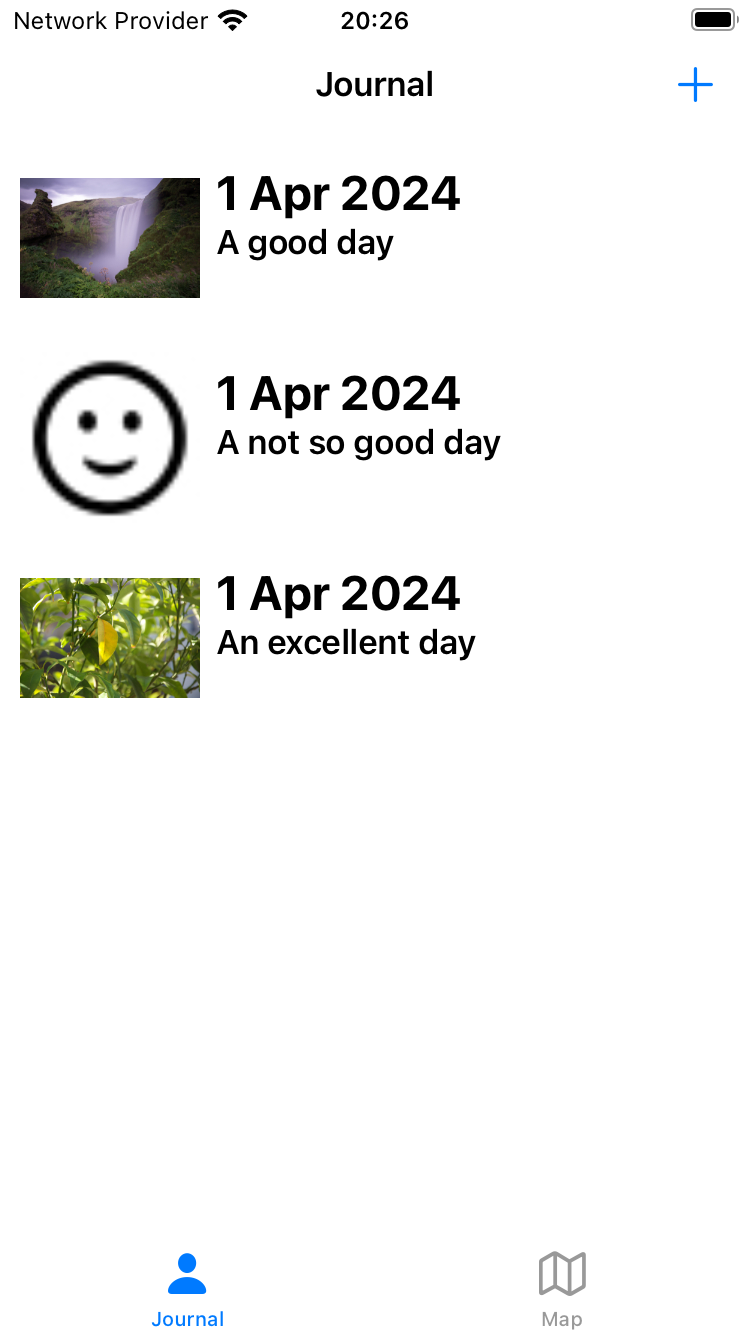 Network Provider 20:26
Journal
1 Apr 2024
A good day
1 Apr 2024
A not so good day
1 Apr 2024
An excellent day
Journal Map